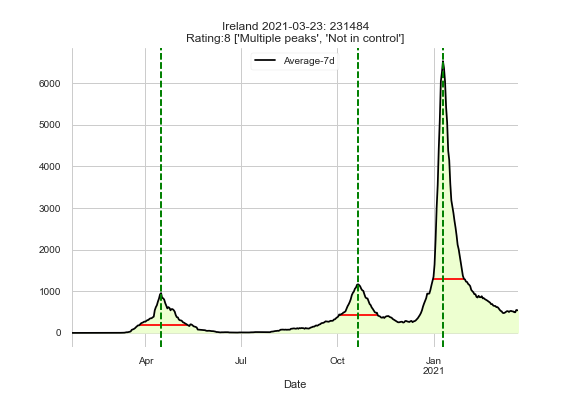 Ireland 2021-03-23: 231484
Rating:8 ['Multiple peaks', 'Not in control']
Average-7d
6000
5000
4000
3000
2000
1000
0
Apr Jul Oct Jan
2021
Date